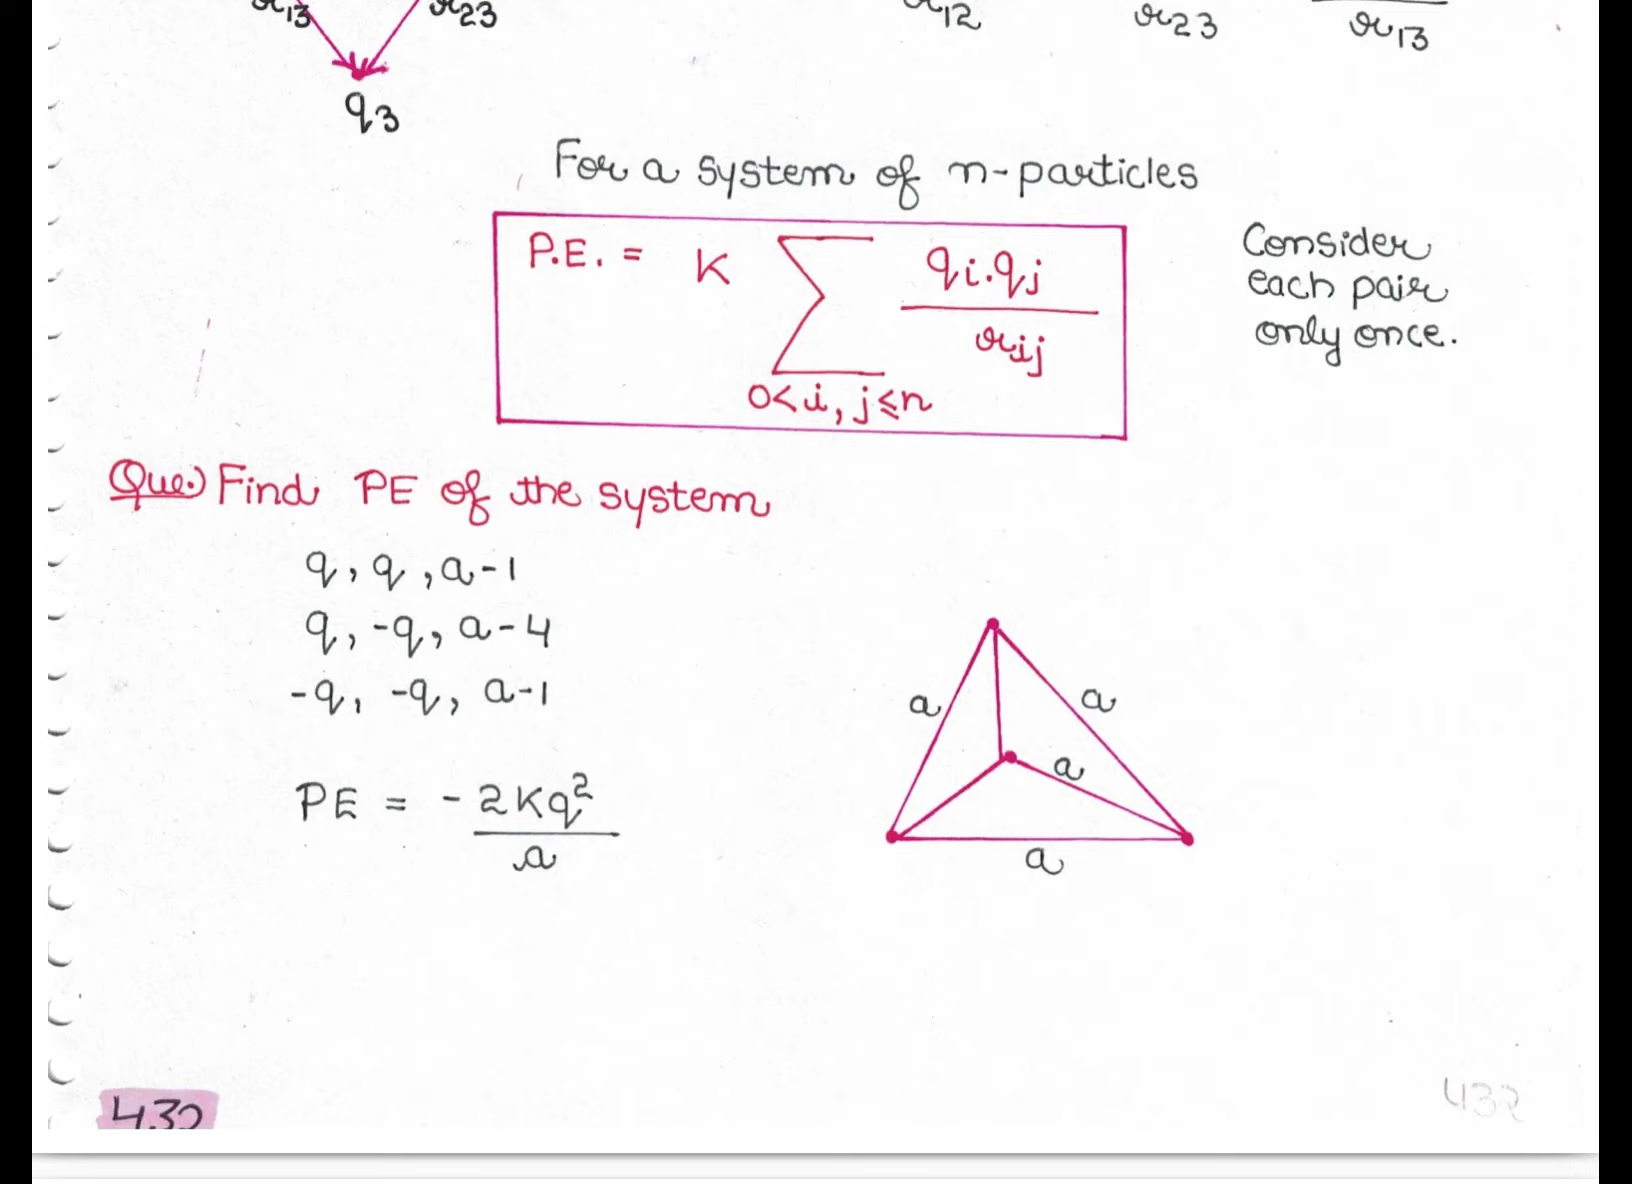 r13 r23 r12 r23 r13
q3
For a system of n-particles
P.E. = K Σ qi.qj / rij
0<i, j≤n
Consider
each pair
only once.
Que.) Find PE of the system
q, q, a-1
q, -q, a-4
-q, -q, a-1
a a
a
a
PE = -2Kq² / a
432
432